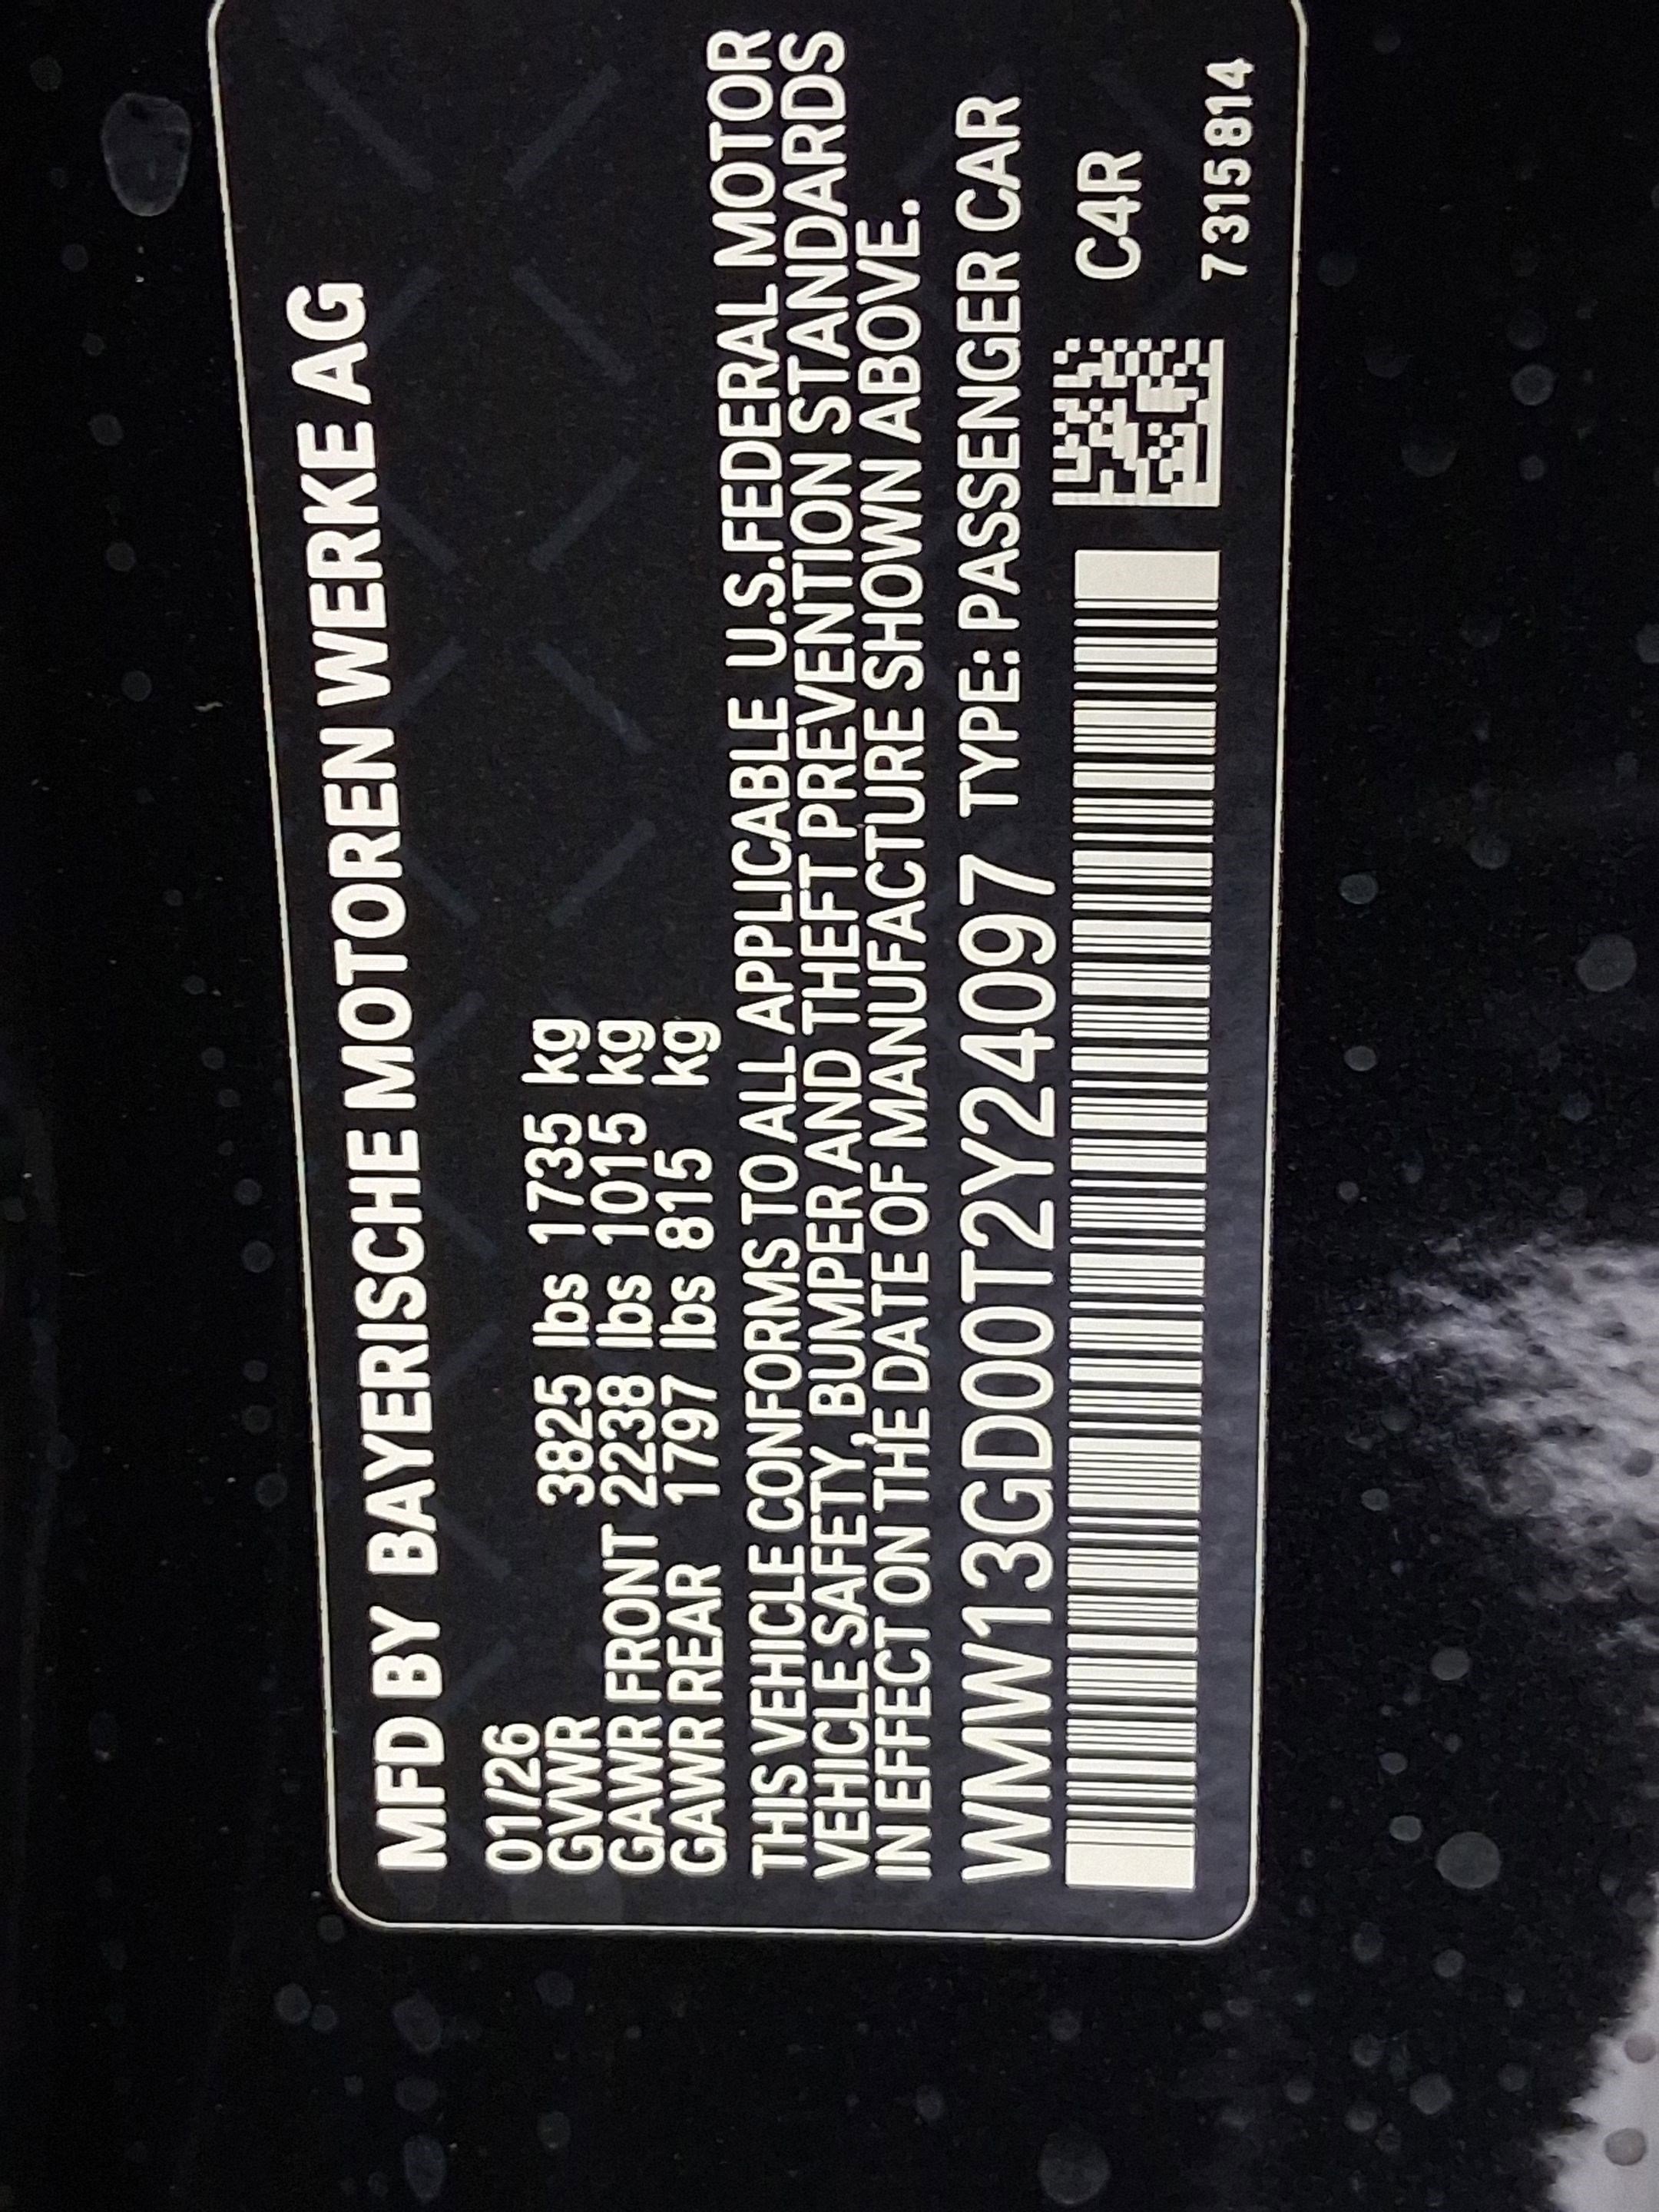 MFD BY BAYERISCHE MOTOREN WERKE AG
01/26
GVWR 3825 lbs 1735 kg
GAWR FRONT 2238 lbs 1015 kg
GAWR REAR 1797 lbs 815 kg
THIS VEHICLE CONFORMS TO ALL APPLICABLE U.S.FEDERAL MOTOR
VEHICLE SAFETY, BUMPER AND THEFT PREVENTION STANDARDS
IN EFFECT ON THE DATE OF MANUFACTURE SHOWN ABOVE.
WMW13GD00T2Y24097 TYPE: PASSENGER CAR
C4R
7315814